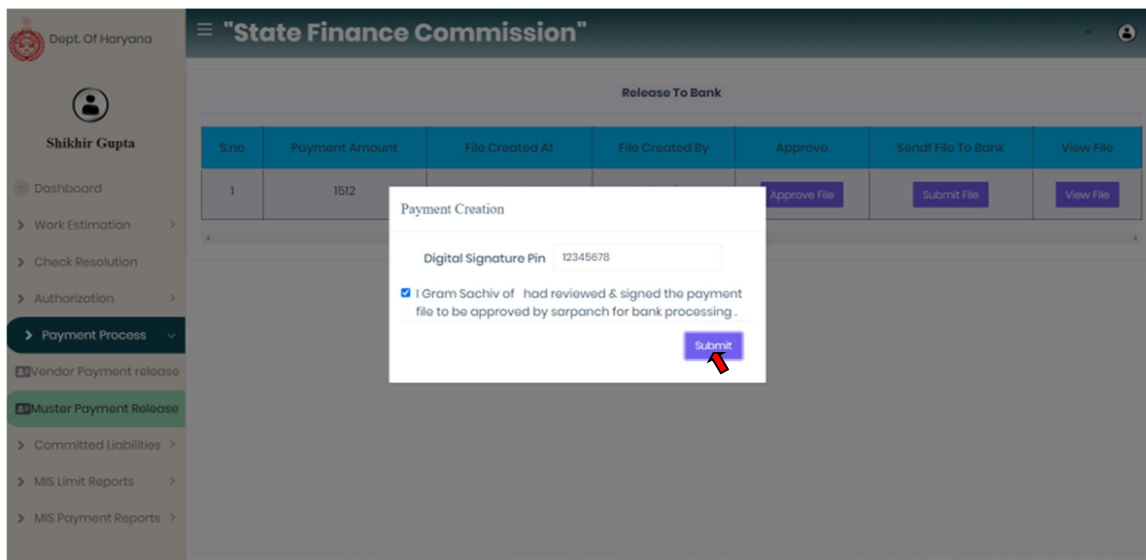 Dept. Of Haryana
"State Finance Commission"
Shikhir Gupta
Dashboard
Work Estimation
Check Resolution
Authorization
Payment Process
Vendor Payment release
Muster Payment Release
Committed Liabilities
MIS Limit Reports
MIS Payment Reports
Release To Bank
S.no Payment Amount File Created At File Created By Approve Sendf File To Bank View File
1 1512 Approve File Submit File View File
Payment Creation
Digital Signature Pin 12345678
I Gram Sachiv of had reviewed & signed the payment
file to be approved by sarpanch for bank processing .
Submit